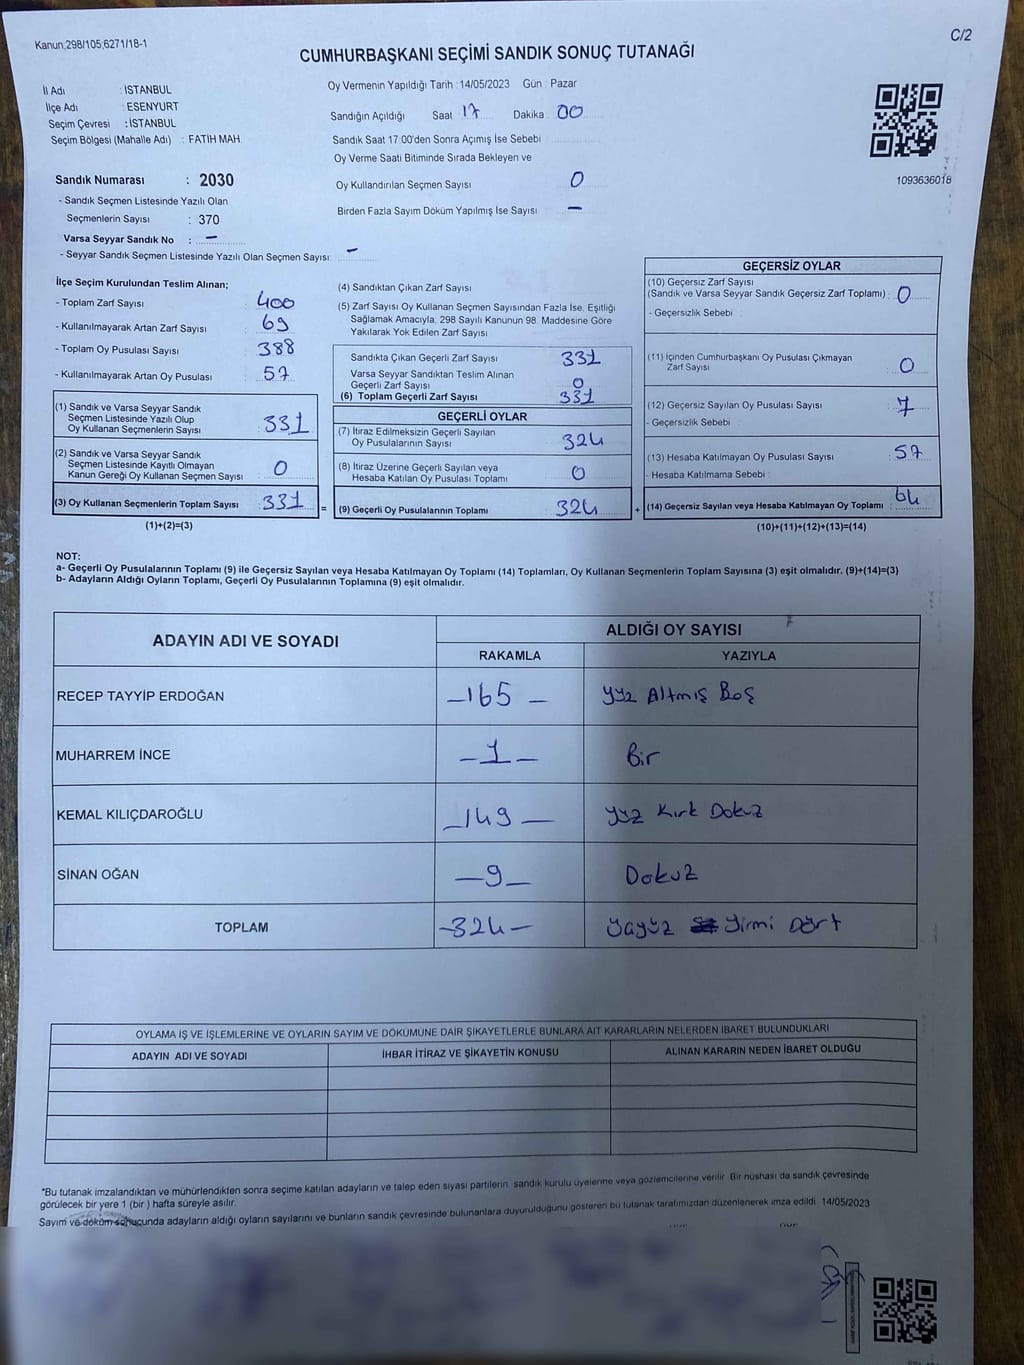 Kanun;298/105;6271/18-1
C/2
CUMHURBAŞKANI SEÇİMİ SANDIK SONUÇ TUTANAĞI
İl Adı : İSTANBUL
İlçe Adı : ESENYURT
Seçim Çevresi : İSTANBUL
Seçim Bölgesi (Mahalle Adı) : FATİH MAH.
Oy Vermenin Yapıldığı Tarih : 14/05/2023 Gün : Pazar
Sandığın Açıldığı Saat 17 Dakika 00
Sandık Saat 17:00'den Sonra Açımış İse Sebebi
Oy Verme Saati Bitiminde Sırada Bekleyen ve
Oy Kullandırılan Seçmen Sayısı 0
Birden Fazla Sayım Döküm Yapılmış İse Sayısı –
1093636018
Sandık Numarası : 2030
- Sandık Seçmen Listesinde Yazılı Olan
Seçmenlerin Sayısı : 370
Varsa Seyyar Sandık No : –
- Seyyar Sandık Seçmen Listesinde Yazılı Olan Seçmen Sayısı: –
İlçe Seçim Kurulundan Teslim Alınan;
- Toplam Zarf Sayısı 400
- Kullanılmayarak Artan Zarf Sayısı 69
- Toplam Oy Pusulası Sayısı 388
- Kullanılmayarak Artan Oy Pusulası 57
(1) Sandık ve Varsa Seyyar Sandık
Seçmen Listesinde Yazılı Olup
Oy Kullanan Seçmenlerin Sayısı : 331
(2) Sandık ve Varsa Seyyar Sandık
Seçmen Listesinde Kayıtlı Olmayan
Kanun Gereği Oy Kullanan Seçmen Sayısı : 0
(3) Oy Kullanan Seçmenlerin Toplam Sayısı : 331
(1)+(2)=(3)
=
(4) Sandıktan Çıkan Zarf Sayısı
(5) Zarf Sayısı Oy Kullanan Seçmen Sayısından Fazla İse, Eşitliği
Sağlamak Amacıyla, 298 Sayılı Kanunun 98. Maddesine Göre
Yakılarak Yok Edilen Zarf Sayısı
Sandıkta Çıkan Geçerli Zarf Sayısı 331
Varsa Seyyar Sandıktan Teslim Alınan
Geçerli Zarf Sayısı 0
(6) Toplam Geçerli Zarf Sayısı 331
GEÇERLİ OYLAR
(7) İtiraz Edilmeksizin Geçerli Sayılan
Oy Pusulalarının Sayısı 324
(8) İtiraz Üzerine Geçerli Sayılan veya
Hesaba Katılan Oy Pusulası Toplamı 0
(9) Geçerli Oy Pusulalarının Toplamı 324
+
GEÇERSİZ OYLAR
(10) Geçersiz Zarf Sayısı
(Sandık ve Varsa Seyyar Sandık Geçersiz Zarf Toplamı) : 0
- Geçersizlik Sebebi
(11) İçinden Cumhurbaşkanı Oy Pusulası Çıkmayan
Zarf Sayısı 0
(12) Geçersiz Sayılan Oy Pusulası Sayısı : 7
- Geçersizlik Sebebi
(13) Hesaba Katılmayan Oy Pusulası Sayısı : 57
- Hesaba Katılmama Sebebi
(14) Geçersiz Sayılan veya Hesaba Katılmayan Oy Toplamı : 64
(10)+(11)+(12)+(13)=(14)
NOT:
a- Geçerli Oy Pusulalarının Toplamı (9) ile Geçersiz Sayılan veya Hesaba Katılmayan Oy Toplamı (14) Toplamları, Oy Kullanan Seçmenlerin Toplam Sayısına (3) eşit olmalıdır. (9)+(14)=(3)
b- Adayların Aldığı Oyların Toplamı, Geçerli Oy Pusulalarının Toplamına (9) eşit olmalıdır.
ADAYIN ADI VE SOYADI ALDIĞI OY SAYISI
RAKAMLA YAZIYLA
RECEP TAYYİP ERDOĞAN –165– Yüz Altmış Beş
MUHARREM İNCE –1– Bir
KEMAL KILIÇDAROĞLU –149– Yüz Kırk Dokuz
SİNAN OĞAN –9– Dokuz
TOPLAM –324– Üçyüz Yirmi Dört
OYLAMA İŞ VE İŞLEMLERİNE VE OYLARIN SAYIM VE DÖKÜMÜNE DAİR ŞİKAYETLERLE BUNLARA AİT KARARLARIN NELERDEN İBARET BULUNDUKLARI
ADAYIN ADI VE SOYADI İHBAR İTİRAZ VE ŞİKAYETİN KONUSU ALINAN KARARIN NEDEN İBARET OLDUĞU
*Bu tutanak imzalandıktan ve mühürlendikten sonra seçime katılan adayların ve talep eden siyasi partilerin sandık kurulu üyelerine veya gözlemcilerine verilir. Bir nüshası da sandık çevresinde
görülecek bir yere 1 (bir ) hafta süreyle asılır.
Sayım ve döküm sonucunda adayların aldığı oyların sayılarını ve bunların sandık çevresinde bulunanlara duyurulduğunu gösteren bu tutanak tarafımızdan düzenlenerek imza edildi. 14/05/2023